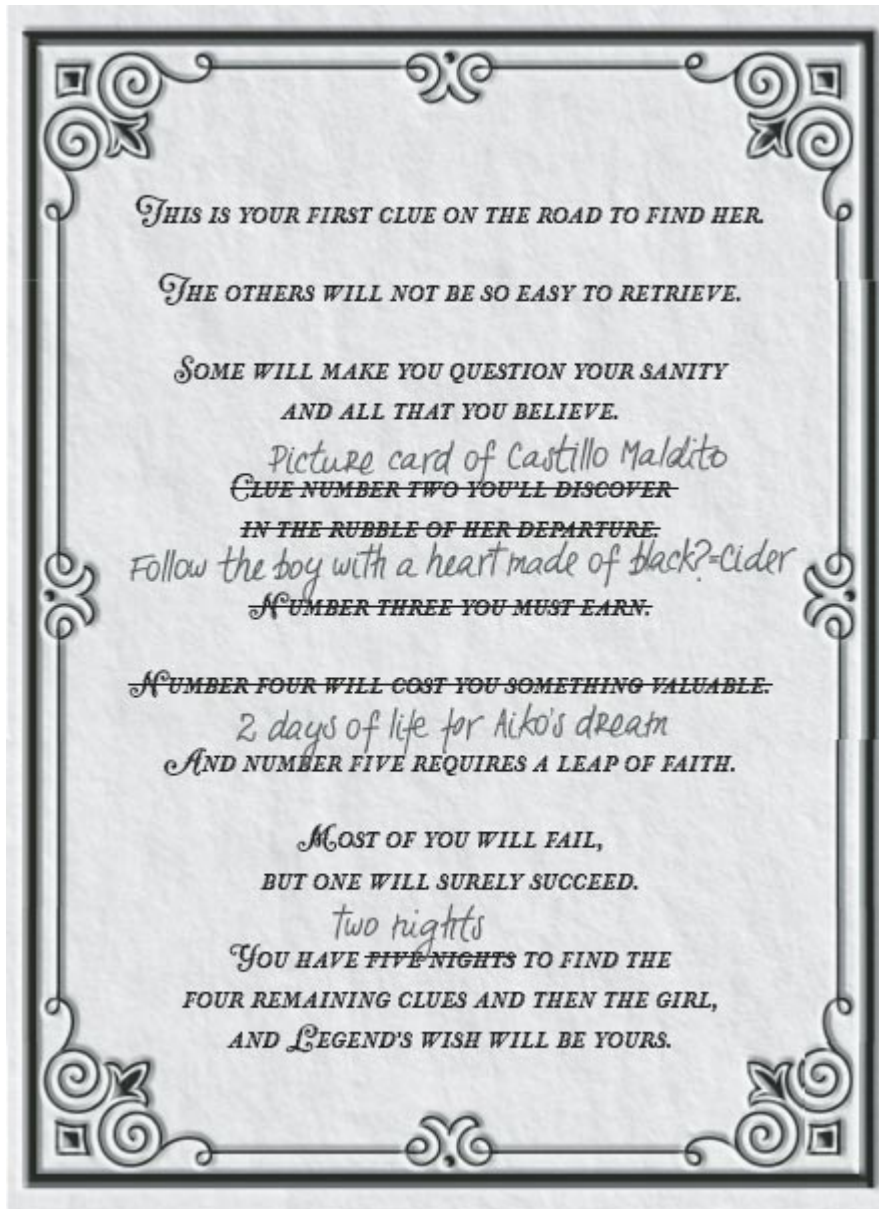 THIS IS YOUR FIRST CLUE ON THE ROAD TO FIND HER.
THE OTHERS WILL NOT BE SO EASY TO RETRIEVE.
SOME WILL MAKE YOU QUESTION YOUR SANITY
AND ALL THAT YOU BELIEVE.
Picture card of Castillo Maldito
CLUE NUMBER TWO YOU'LL DISCOVER
IN THE RUBBLE OF HER DEPARTURE.
Follow the boy with a heart made of black?=Cider
NUMBER THREE YOU MUST EARN.
NUMBER FOUR WILL COST YOU SOMETHING VALUABLE.
2 days of life for Aiko's dream
AND NUMBER FIVE REQUIRES A LEAP OF FAITH.
MOST OF YOU WILL FAIL,
BUT ONE WILL SURELY SUCCEED.
two nights
YOU HAVE FIVE NIGHTS TO FIND THE
FOUR REMAINING CLUES AND THEN THE GIRL,
AND LEGEND'S WISH WILL BE YOURS.